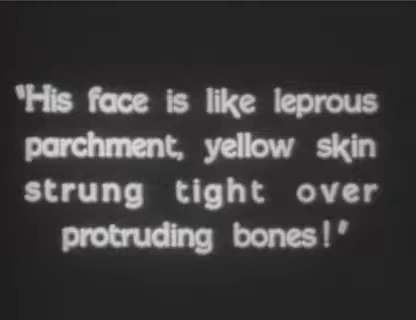 "His face is like leprous
parchment, yellow skin
strung tight over
protruding bones!"